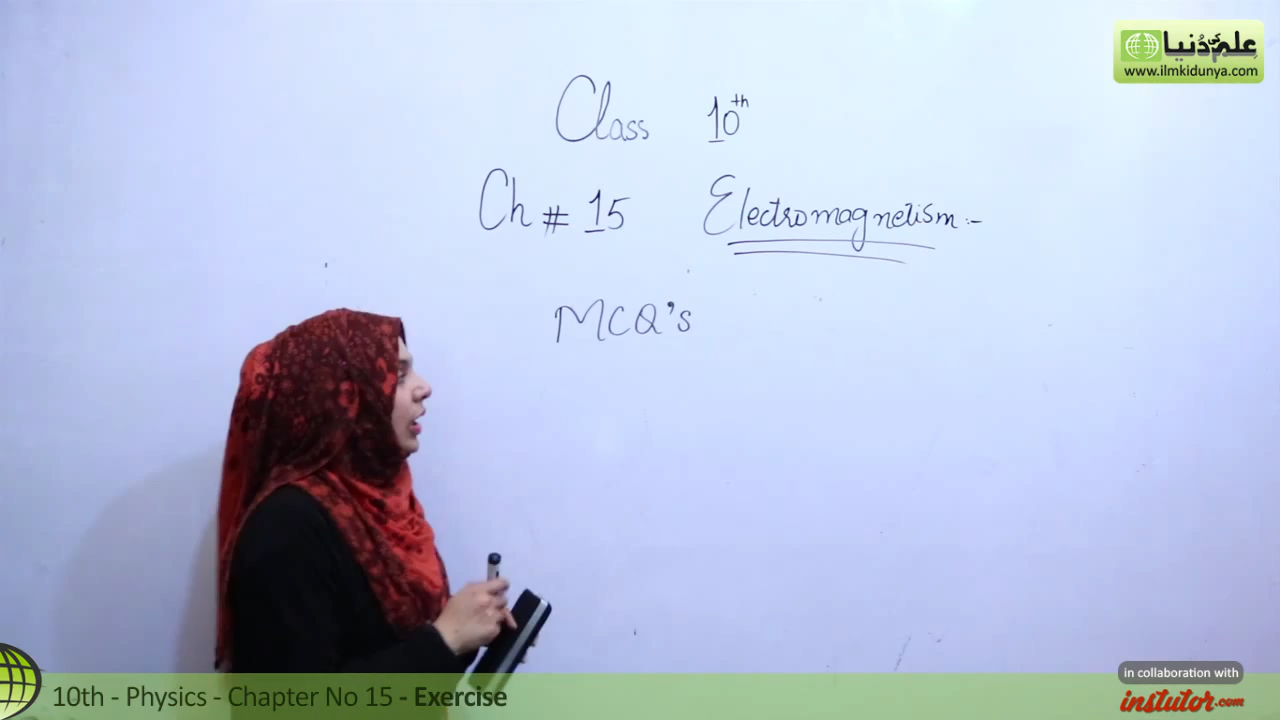 علم کی دُنیا
www.ilmkidunya.com
Class 10th
Ch # 15 Electromagnetism :-
MCQ's
10th - Physics - Chapter No 15 - Exercise
in collaboration with
instutor.com